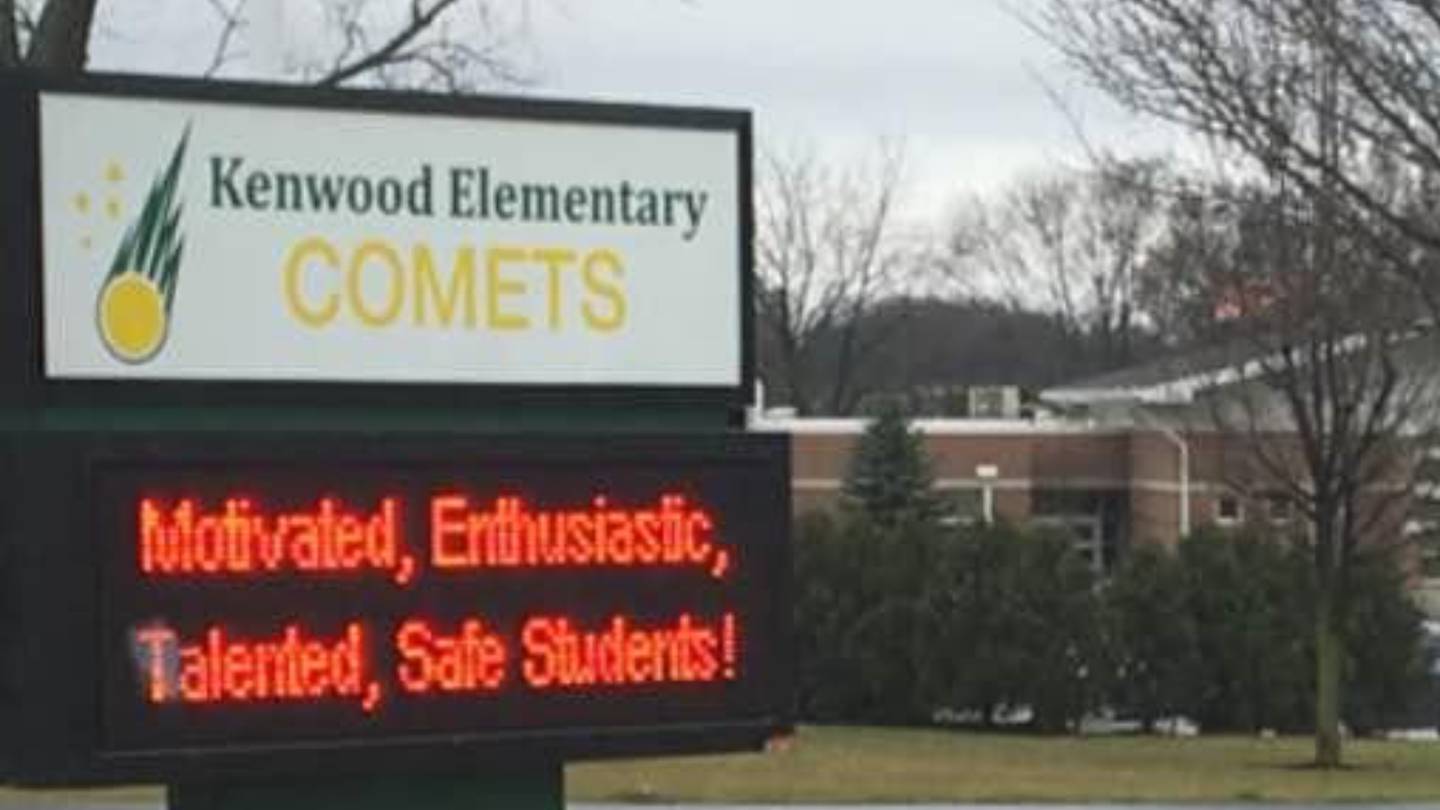 Kenwood Elementary
COMETS
Motivated, Enthusiastic,
Talented, Safe Students!